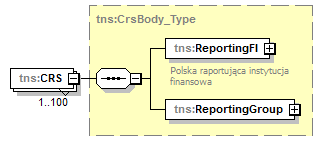 tns:CrsBody_Type
tns:ReportingFI
Polska raportująca instytucja
finansowa
tns:CRS
1..100
tns:ReportingGroup